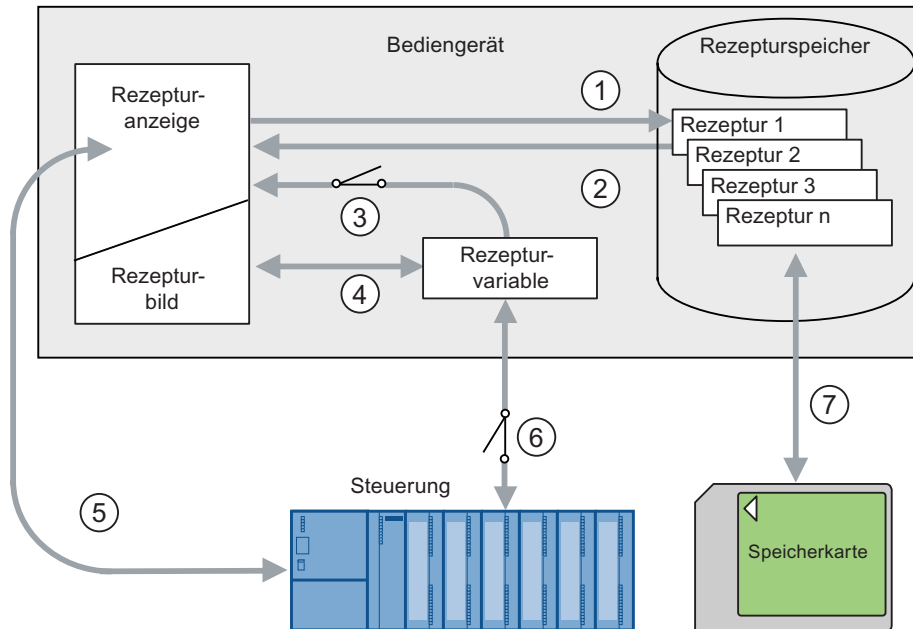 Bediengerät
Rezepturspeicher
Rezeptur-
anzeige
1
Rezeptur 1
Rezeptur 2
Rezeptur 3
Rezeptur n
2
3
Rezeptur-
bild
4
Rezeptur-
variable
5
6
7
Steuerung
Speicherkarte